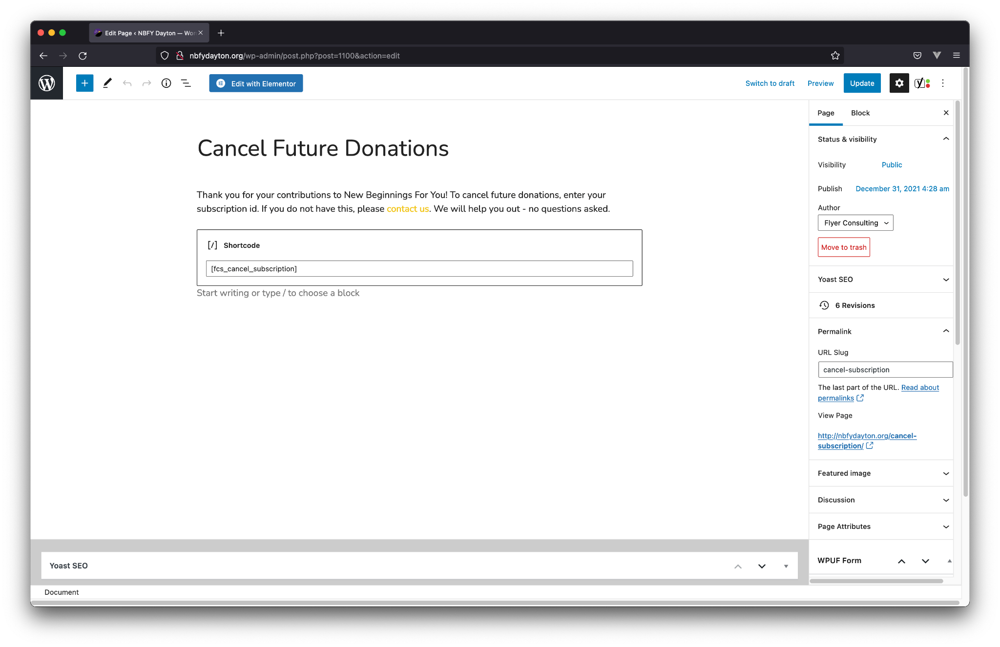 Edit Page ‹ NBFY Dayton — Wor
nbfydayton.org/wp-admin/post.php?post=1100&action=edit
Edit with Elementor
Switch to draft
Preview
Update
Cancel Future Donations
Thank you for your contributions to New Beginnings For You! To cancel future donations, enter your
subscription id. If you do not have this, please contact us. We will help you out - no questions asked.
[/] Shortcode
[fcs_cancel_subscription]
Start writing or type / to choose a block
Page
Block
Status & visibility
Visibility Public
Publish December 31, 2021 4:28 am
Author
Flyer Consulting
Move to trash
Yoast SEO
6 Revisions
Permalink
URL Slug
cancel-subscription
The last part of the URL. Read about
permalinks
View Page
http://nbfydayton.org/cancel-
subscription/
Featured image
Discussion
Page Attributes
WPUF Form
Yoast SEO
Document